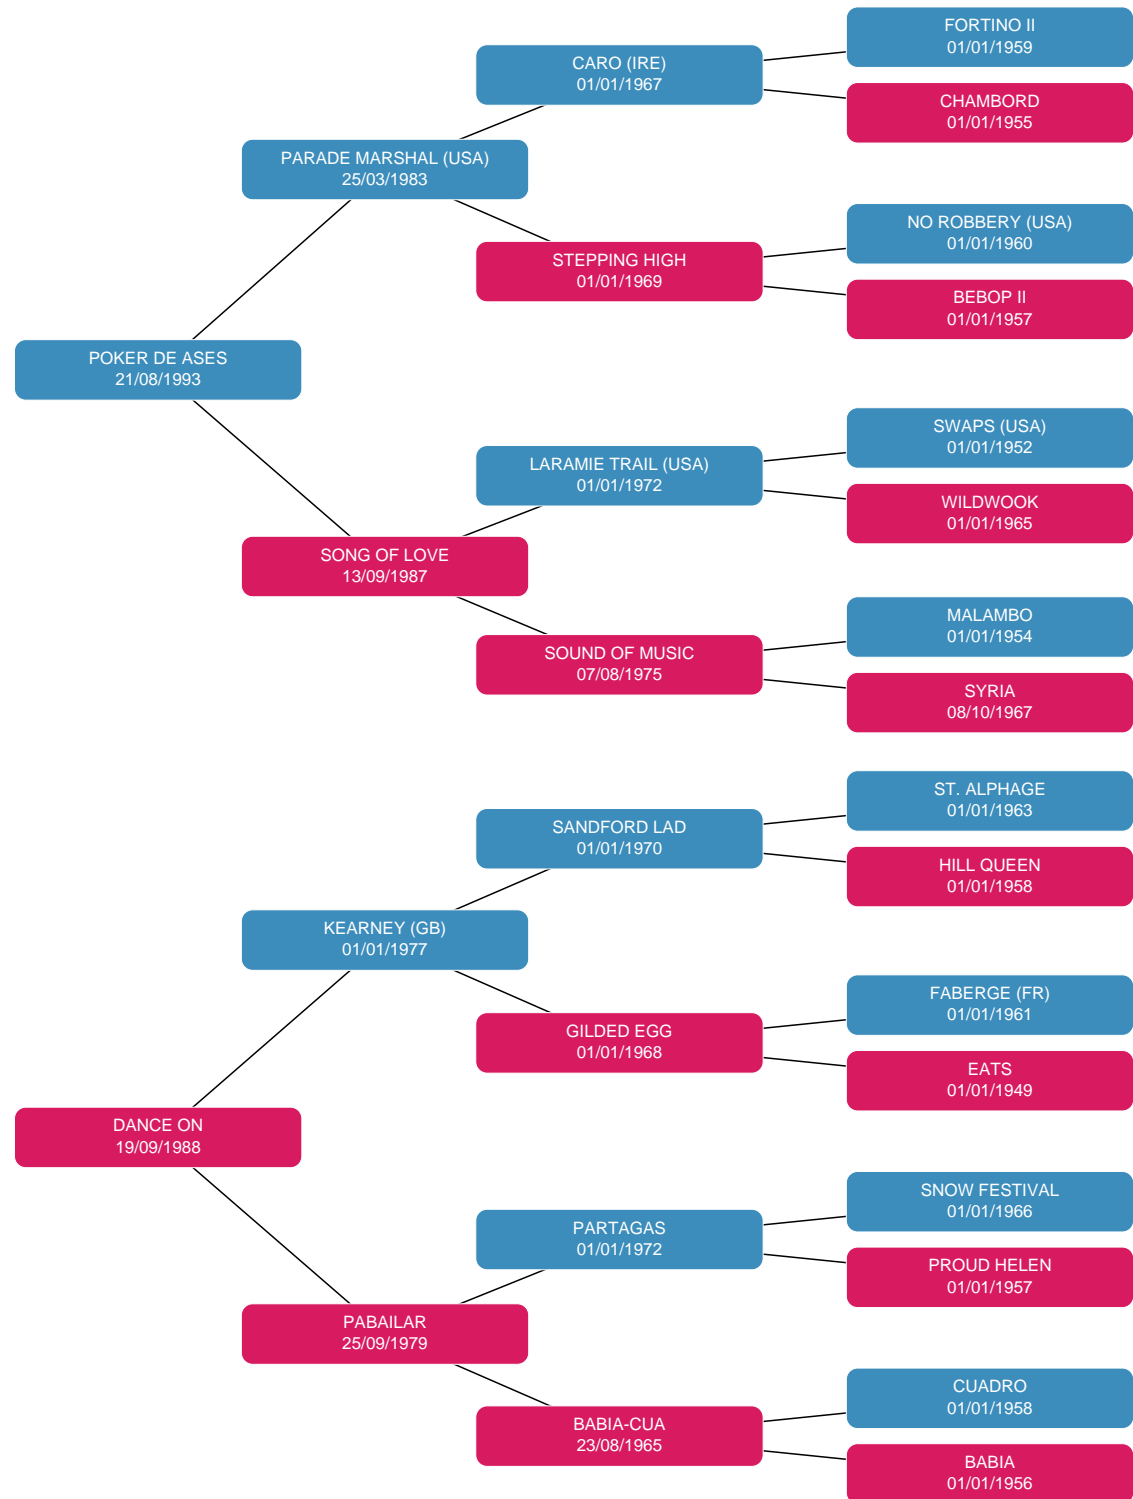 FORTINO II
01/01/1959
CARO (IRE)
01/01/1967
CHAMBORD
01/01/1955
PARADE MARSHAL (USA)
25/03/1983
NO ROBBERY (USA)
01/01/1960
STEPPING HIGH
01/01/1969
BEBOP II
01/01/1957
POKER DE ASES
21/08/1993
SWAPS (USA)
01/01/1952
LARAMIE TRAIL (USA)
01/01/1972
WILDWOOK
01/01/1965
SONG OF LOVE
13/09/1987
MALAMBO
01/01/1954
SOUND OF MUSIC
07/08/1975
SYRIA
08/10/1967
ST. ALPHAGE
01/01/1963
SANDFORD LAD
01/01/1970
HILL QUEEN
01/01/1958
KEARNEY (GB)
01/01/1977
FABERGE (FR)
01/01/1961
GILDED EGG
01/01/1968
EATS
01/01/1949
DANCE ON
19/09/1988
SNOW FESTIVAL
01/01/1966
PARTAGAS
01/01/1972
PROUD HELEN
01/01/1957
PABAILAR
25/09/1979
CUADRO
01/01/1958
BABIA-CUA
23/08/1965
BABIA
01/01/1956